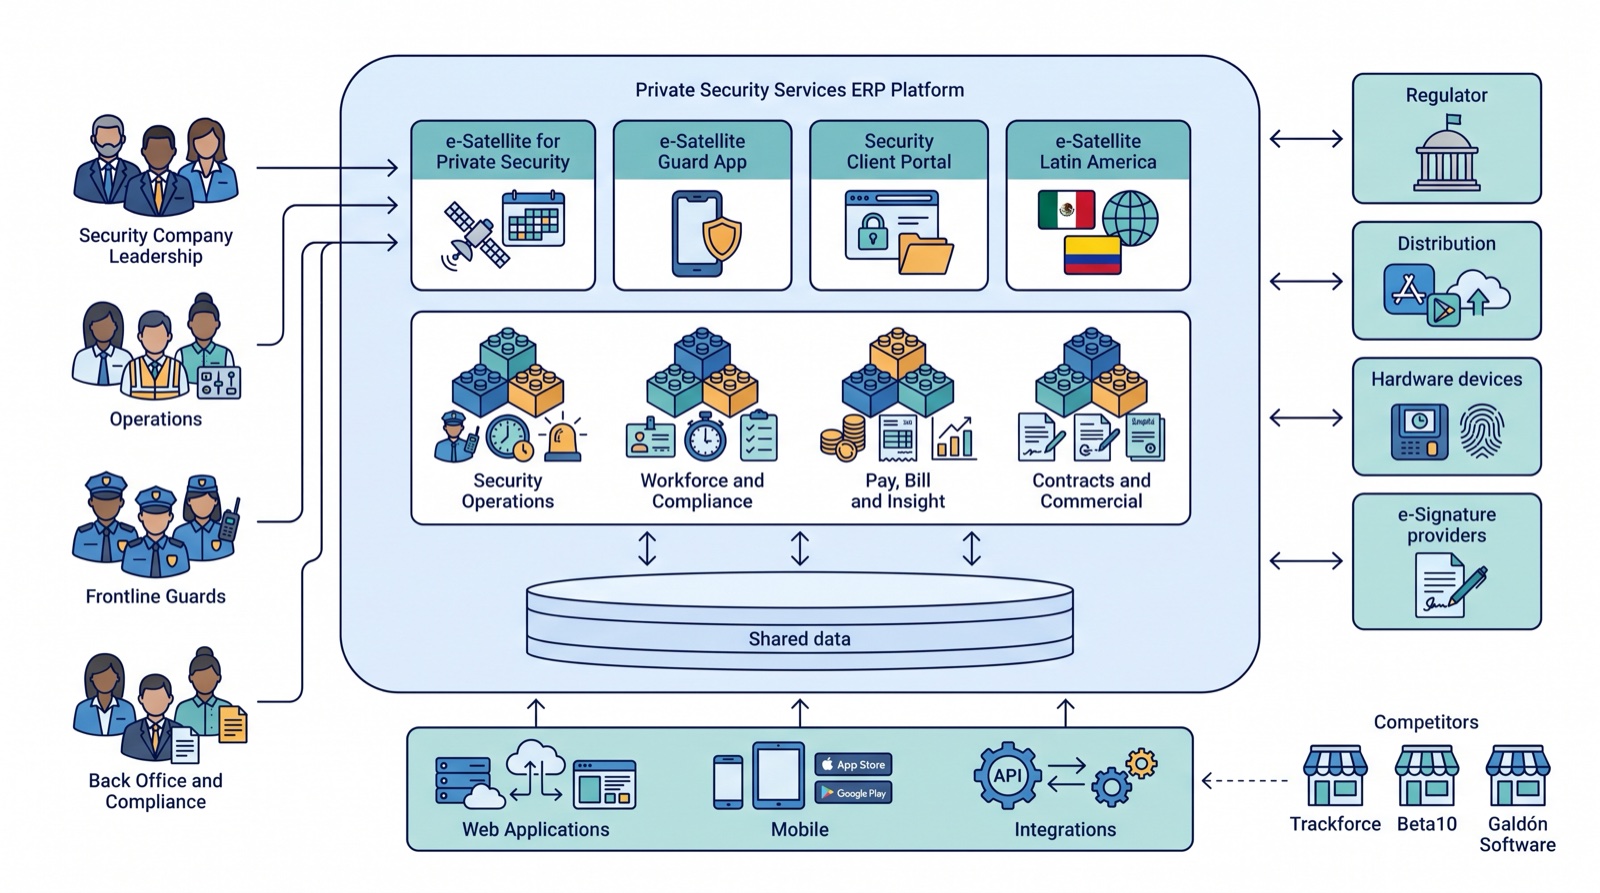 Private Security Services ERP Platform
e-Satellite for
Private Security
e-Satellite
Guard App
Security
Client Portal
e-Satellite
Latin America
Security Company
Leadership
Operations
Frontline Guards
Back Office and
Compliance
Security
Operations
Workforce and
Compliance
Pay, Bill
and Insight
Contracts and
Commercial
Shared data
Web Applications
App Store
Google Play
Mobile
API
Integrations
Regulator
Distribution
Hardware devices
e-Signature
providers
Competitors
Trackforce
Beta10
Galdón
Software